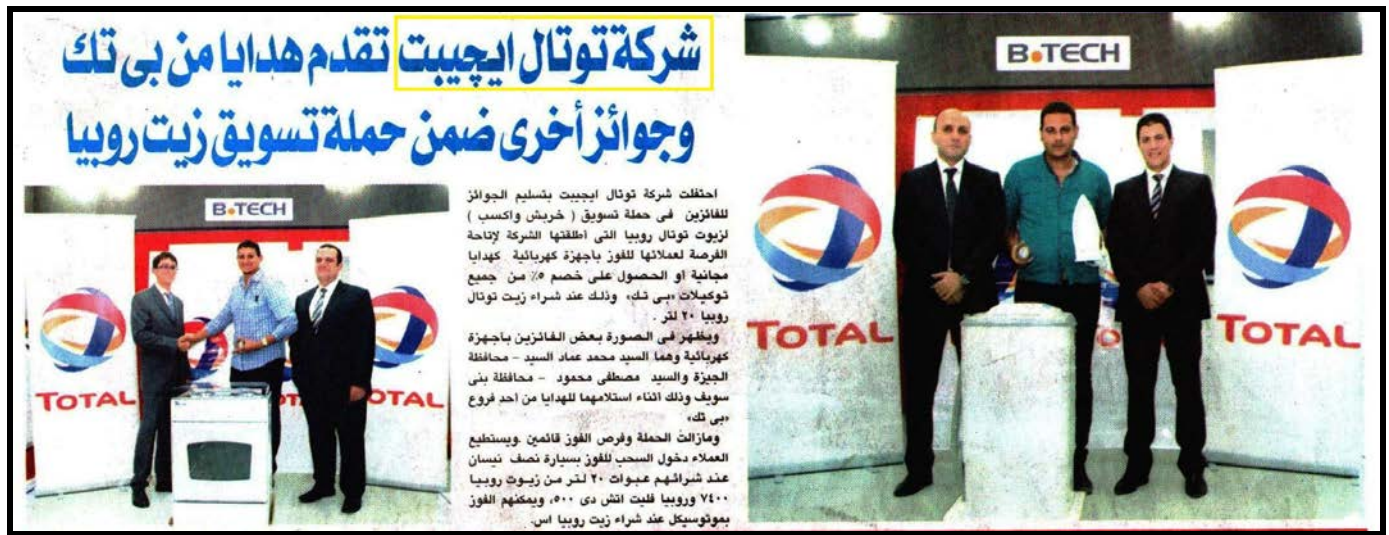 شركة توتال ايجيبت تقدم هدايا من بى تك
وجوائز أخرى ضمن حملة تسويق زيت روبيا
احتفلت شركة توتال ايجيبت بتسليم الجوائز
للفائزين فى حملة تسويق ( خربش واكسب )
لزيوت توتال روبيا التى أطلقتها الشركة لإتاحة
الفرصة لعملائها للفوز بأجهزة كهربائية كهدايا
مجانية او الحصول على خصم ٥٪ من جميع
توكيلات «بى تك» وذلك عند شراء زيت توتال
روبيا ٢٠ لتر .
ويظهر فى الصورة بعض الفائزين باجهزة
كهربائية وهما السيد محمد عماد السيد – محافظة
الجيزة والسيد مصطفى محمود – محافظة بنى
سويف وذلك اثناء استلامهما للهدايا من احد فروع
«بى تك»
ومازالت الحملة وفرص الفوز قائمين .ويستطيع
العملاء دخول السحب للفوز بسيارة نصف نيسان
عند شرائهم عبوات ٢٠ لتر من زيوت روبيا
٧٤٠٠ وروبيا فليت اتش دى ٥٠٠، ويمكنهم الفوز
بموتوسيكل عند شراء زيت روبيا اس.
B.TECH
TOTAL
TOTAL
B.TECH
TOTAL
TOTAL